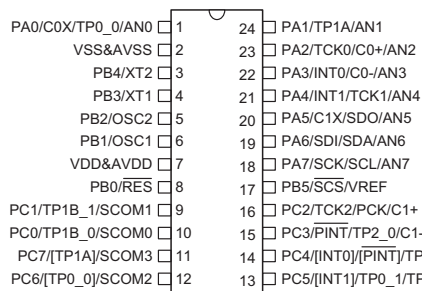 PA0/C0X/TP0_0/AN0 1 24 PA1/TP1A/AN1
VSS&AVSS 2 23 PA2/TCK0/C0+/AN2
PB4/XT2 3 22 PA3/INT0/C0-/AN3
PB3/XT1 4 21 PA4/INT1/TCK1/AN4
PB2/OSC2 5 20 PA5/C1X/SDO/AN5
PB1/OSC1 6 19 PA6/SDI/SDA/AN6
VDD&AVDD 7 18 PA7/SCK/SCL/AN7
PB0/RES 8 17 PB5/SCS/VREF
PC1/TP1B_1/SCOM1 9 16 PC2/TCK2/PCK/C1+
PC0/TP1B_0/SCOM0 10 15 PC3/PINT/TP2_0/C1-
PC7/[TP1A]/SCOM3 11 14 PC4/[INT0]/[PINT]/TP
PC6/[TP0_0]/SCOM2 12 13 PC5/[INT1]/TP0_1/TP